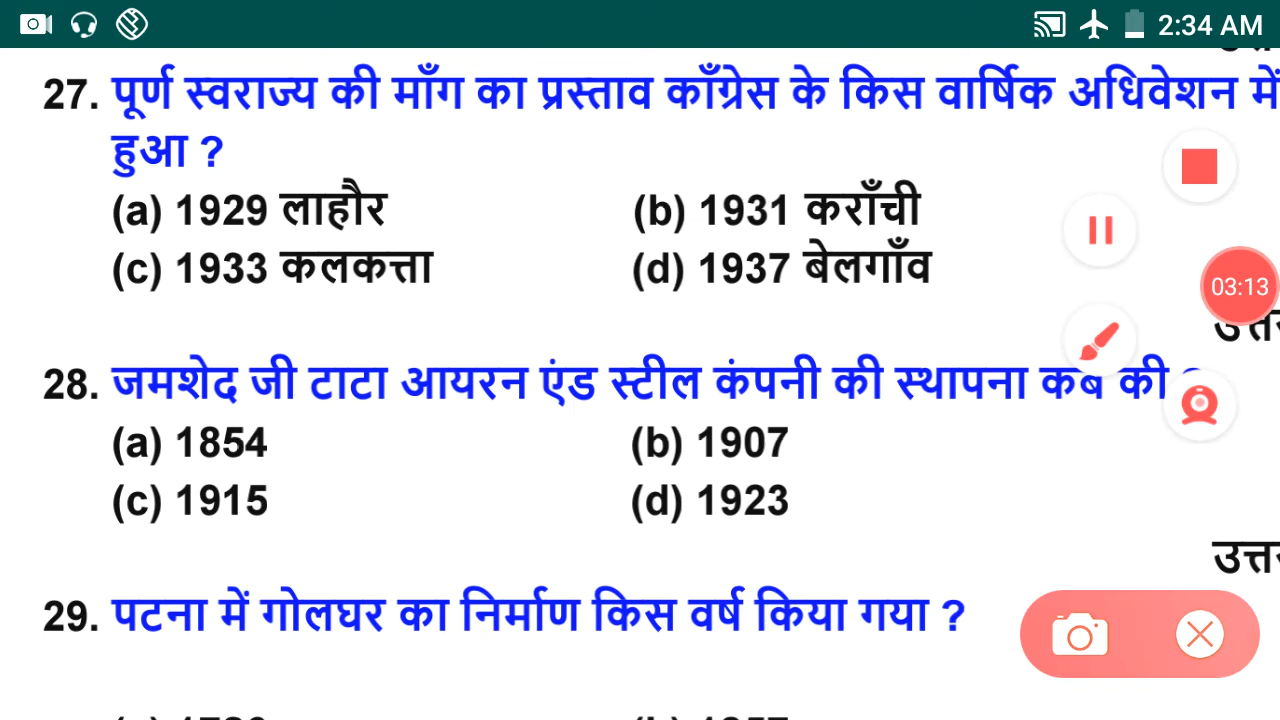 2:34 AM
27. पूर्ण स्वराज्य की माँग का प्रस्ताव काँग्रेस के किस वार्षिक अधिवेशन में
हुआ ?
(a) 1929 लाहौर (b) 1931 कराँची
(c) 1933 कलकत्ता (d) 1937 बेलगाँव
03:13
28. जमशेद जी टाटा आयरन एंड स्टील कंपनी की स्थापना कब की
(a) 1854 (b) 1907
(c) 1915 (d) 1923
29. पटना में गोलघर का निर्माण किस वर्ष किया गया ?